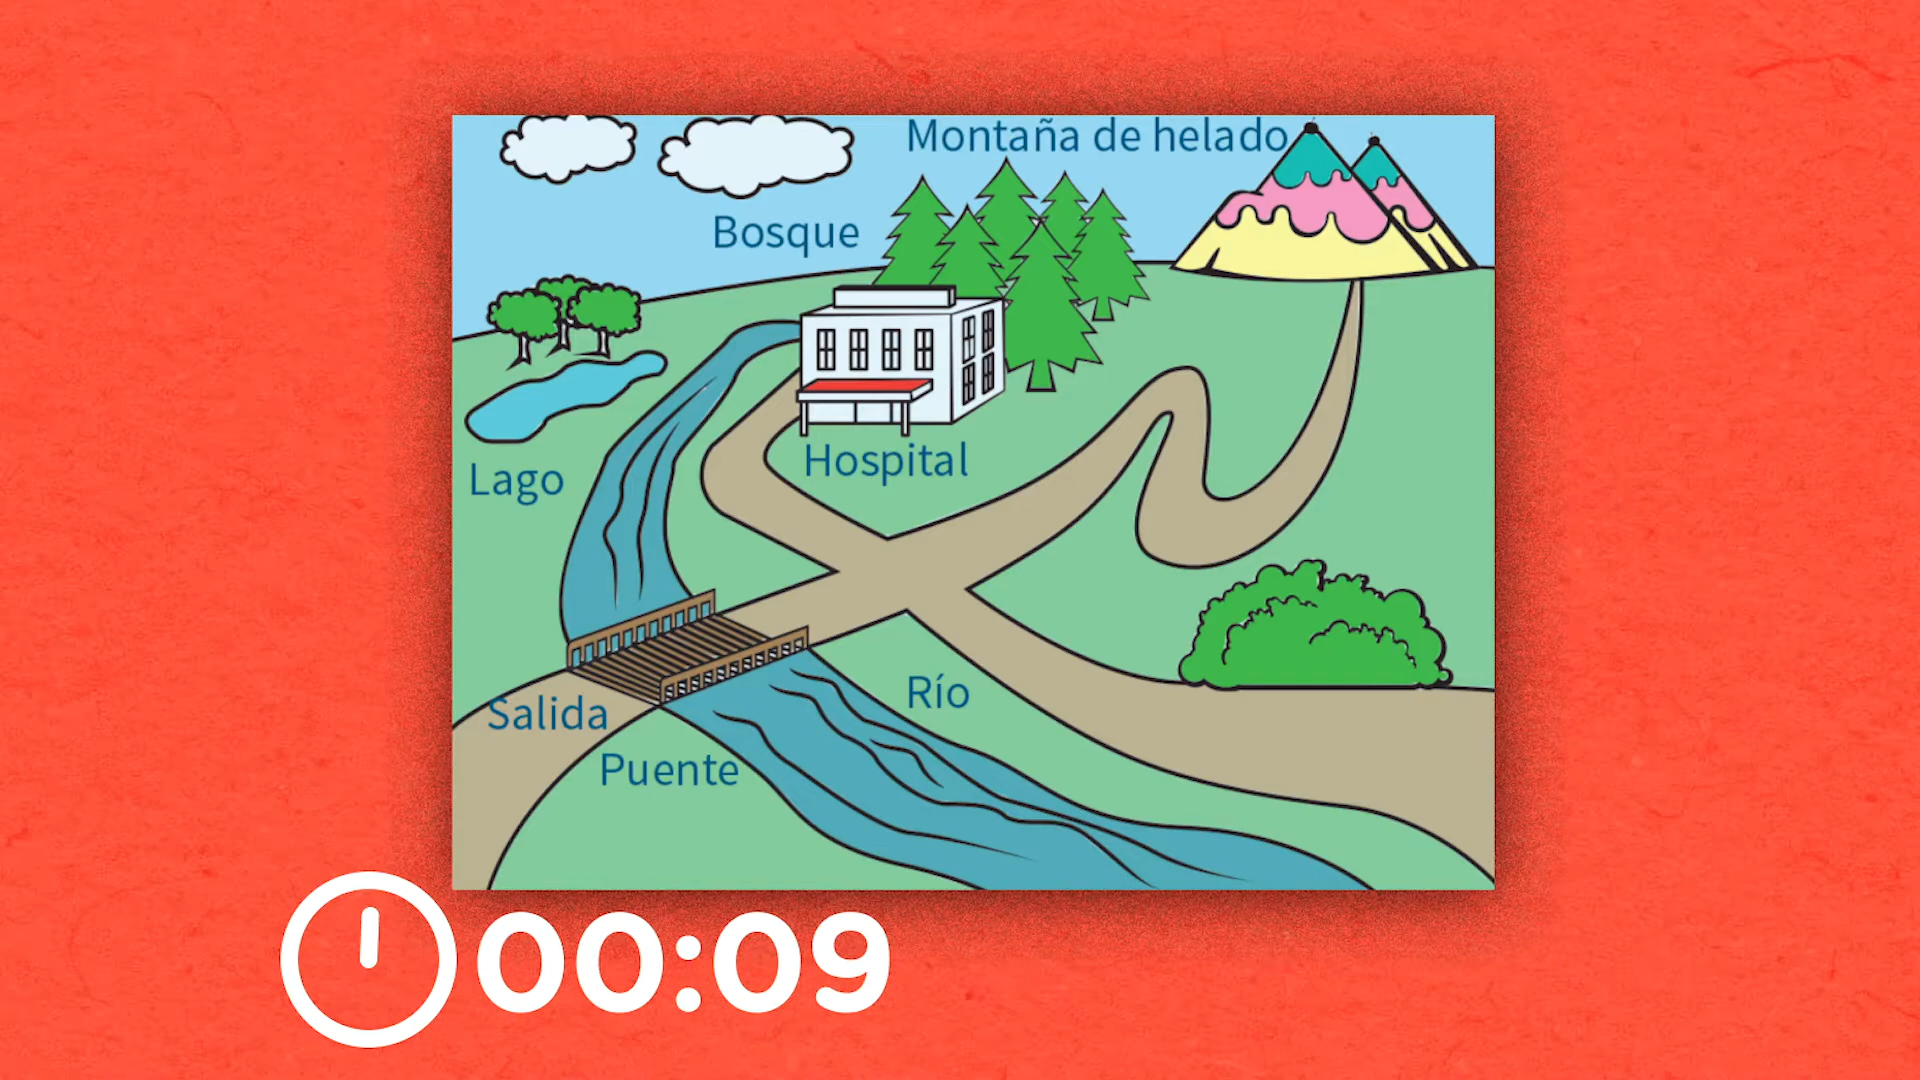 Montaña de helado
Bosque
Hospital
Lago
Río
Salida
Puente
00:09